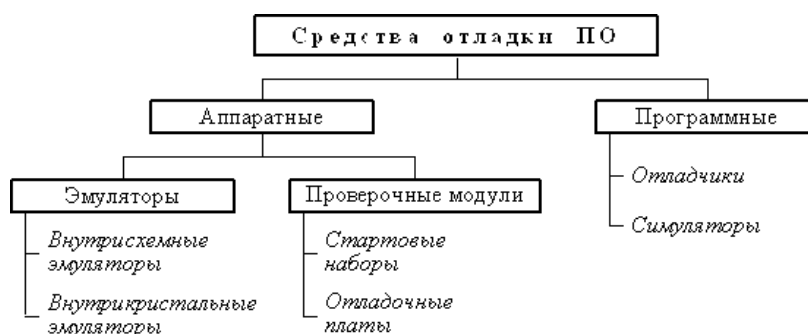 Средства отладки ПО
Аппаратные
Программные
Эмуляторы
Проверочные модули
Отладчики
Симуляторы
Внутрисхемные
эмуляторы
Внутрикристальные
эмуляторы
Стартовые
наборы
Отладочные
платы